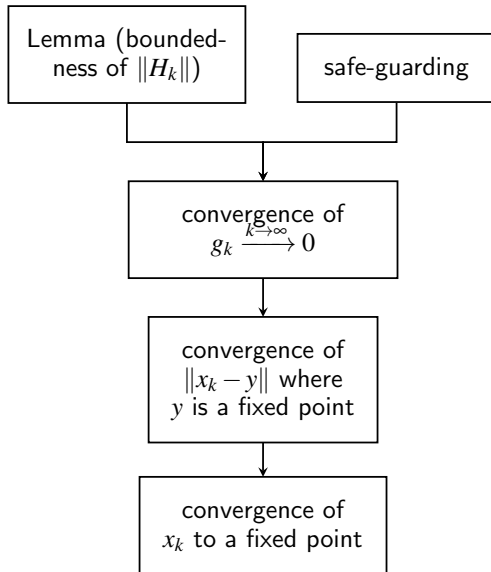 Lemma (bounded-
ness of ‖H_k‖)
safe-guarding
convergence of
g_k \xrightarrow{k→∞} 0
convergence of
‖x_k − y‖ where
y is a fixed point
convergence of
x_k to a fixed point